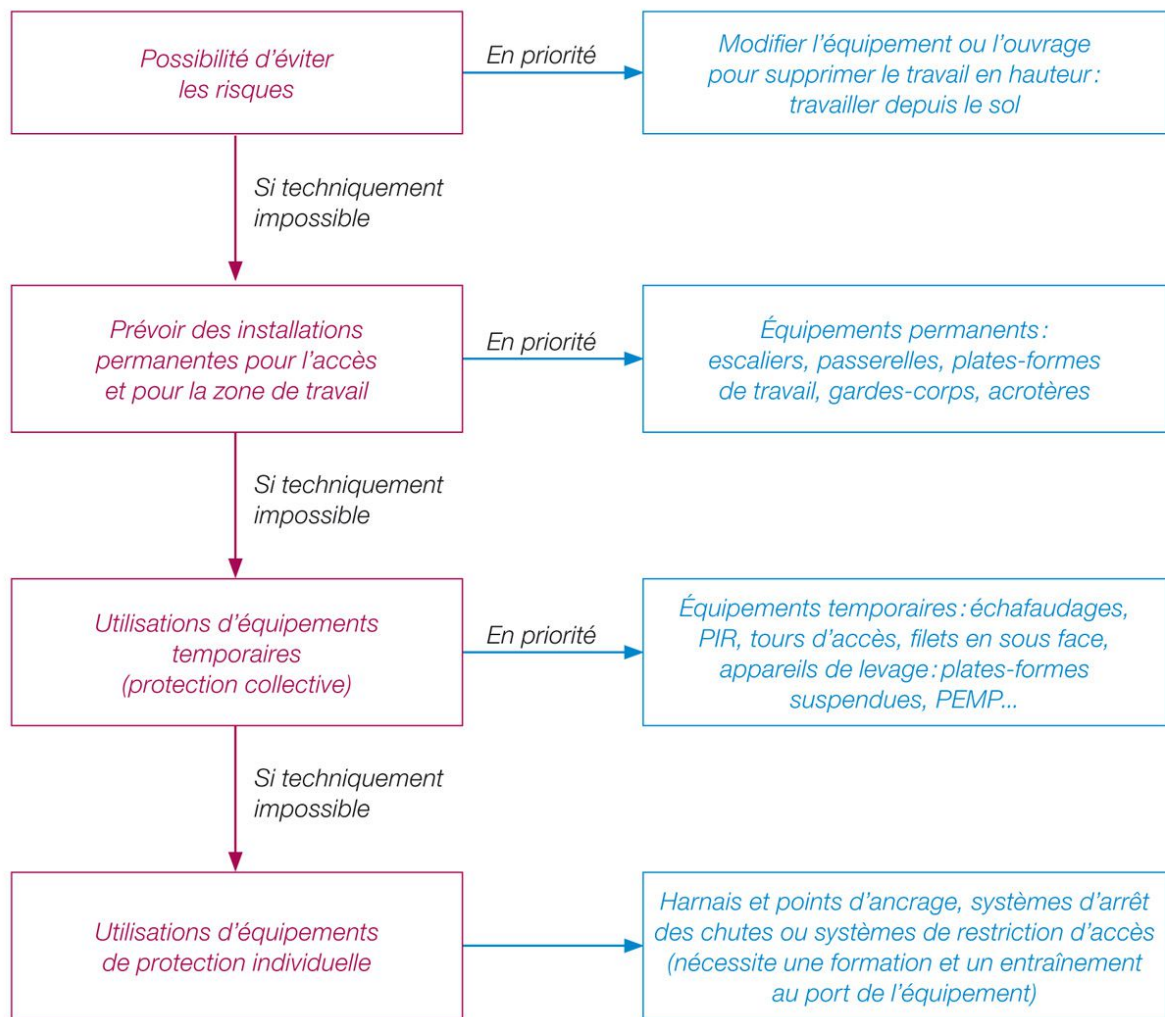 Possibilité d'éviter
les risques
En priorité
Modifier l'équipement ou l'ouvrage
pour supprimer le travail en hauteur :
travailler depuis le sol
Si techniquement
impossible
Prévoir des installations
permanentes pour l'accès
et pour la zone de travail
En priorité
Équipements permanents :
escaliers, passerelles, plates-formes
de travail, gardes-corps, acrotères
Si techniquement
impossible
Utilisations d'équipements
temporaires
(protection collective)
En priorité
Équipements temporaires : échafaudages,
PIR, tours d'accès, filets en sous face,
appareils de levage : plates-formes
suspendues, PEMP...
Si techniquement
impossible
Utilisations d'équipements
de protection individuelle
Harnais et points d'ancrage, systèmes d'arrêt
des chutes ou systèmes de restriction d'accès
(nécessite une formation et un entraînement
au port de l'équipement)